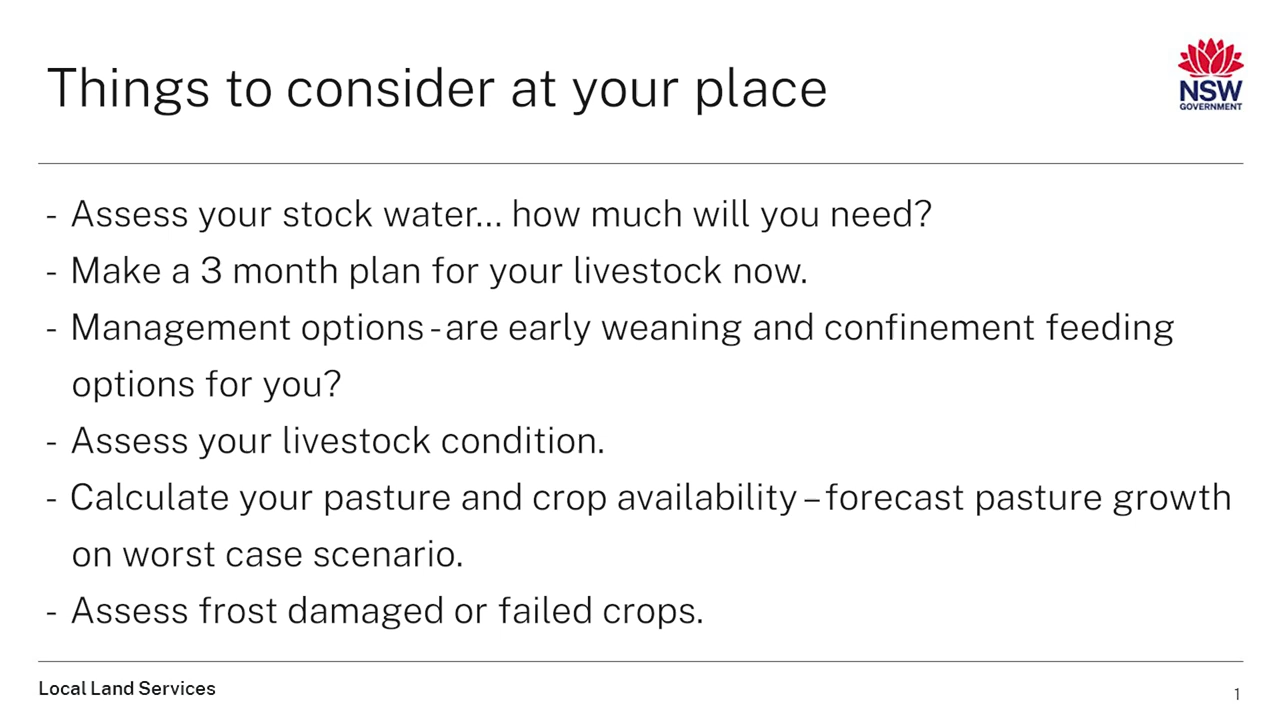 Things to consider at your place
NSW
GOVERNMENT
- Assess your stock water... how much will you need?
- Make a 3 month plan for your livestock now.
- Management options - are early weaning and confinement feeding
options for you?
- Assess your livestock condition.
- Calculate your pasture and crop availability – forecast pasture growth
on worst case scenario.
- Assess frost damaged or failed crops.
Local Land Services
1